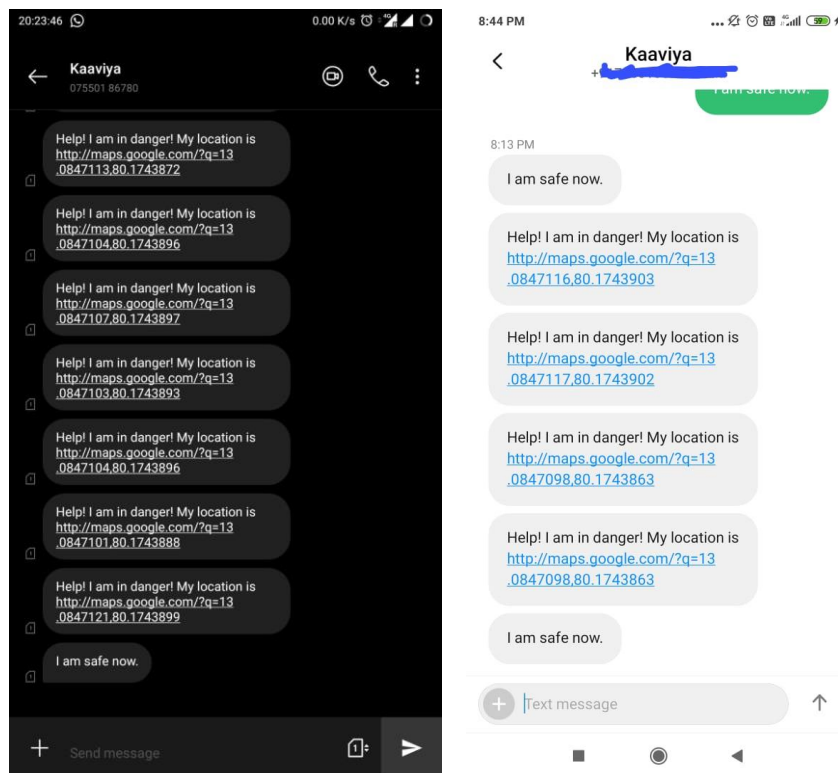 20:23:46
0.00 K/s 4G
Kaaviya
075501 86780
Help! I am in danger! My location is
http://maps.google.com/?q=13
.0847113,80.1743872
Help! I am in danger! My location is
http://maps.google.com/?q=13
.0847104,80.1743896
Help! I am in danger! My location is
http://maps.google.com/?q=13
.0847107,80.1743897
Help! I am in danger! My location is
http://maps.google.com/?q=13
.0847103,80.1743893
Help! I am in danger! My location is
http://maps.google.com/?q=13
.0847104,80.1743896
Help! I am in danger! My location is
http://maps.google.com/?q=13
.0847101,80.1743888
Help! I am in danger! My location is
http://maps.google.com/?q=13
.0847121,80.1743899
I am safe now.
Send message
1
8:44 PM
59
Kaaviya
I am safe now.
8:13 PM
I am safe now.
Help! I am in danger! My location is
http://maps.google.com/?q=13
.0847116,80.1743903
Help! I am in danger! My location is
http://maps.google.com/?q=13
.0847117,80.1743902
Help! I am in danger! My location is
http://maps.google.com/?q=13
.0847098,80.1743863
Help! I am in danger! My location is
http://maps.google.com/?q=13
.0847098,80.1743863
I am safe now.
Text message